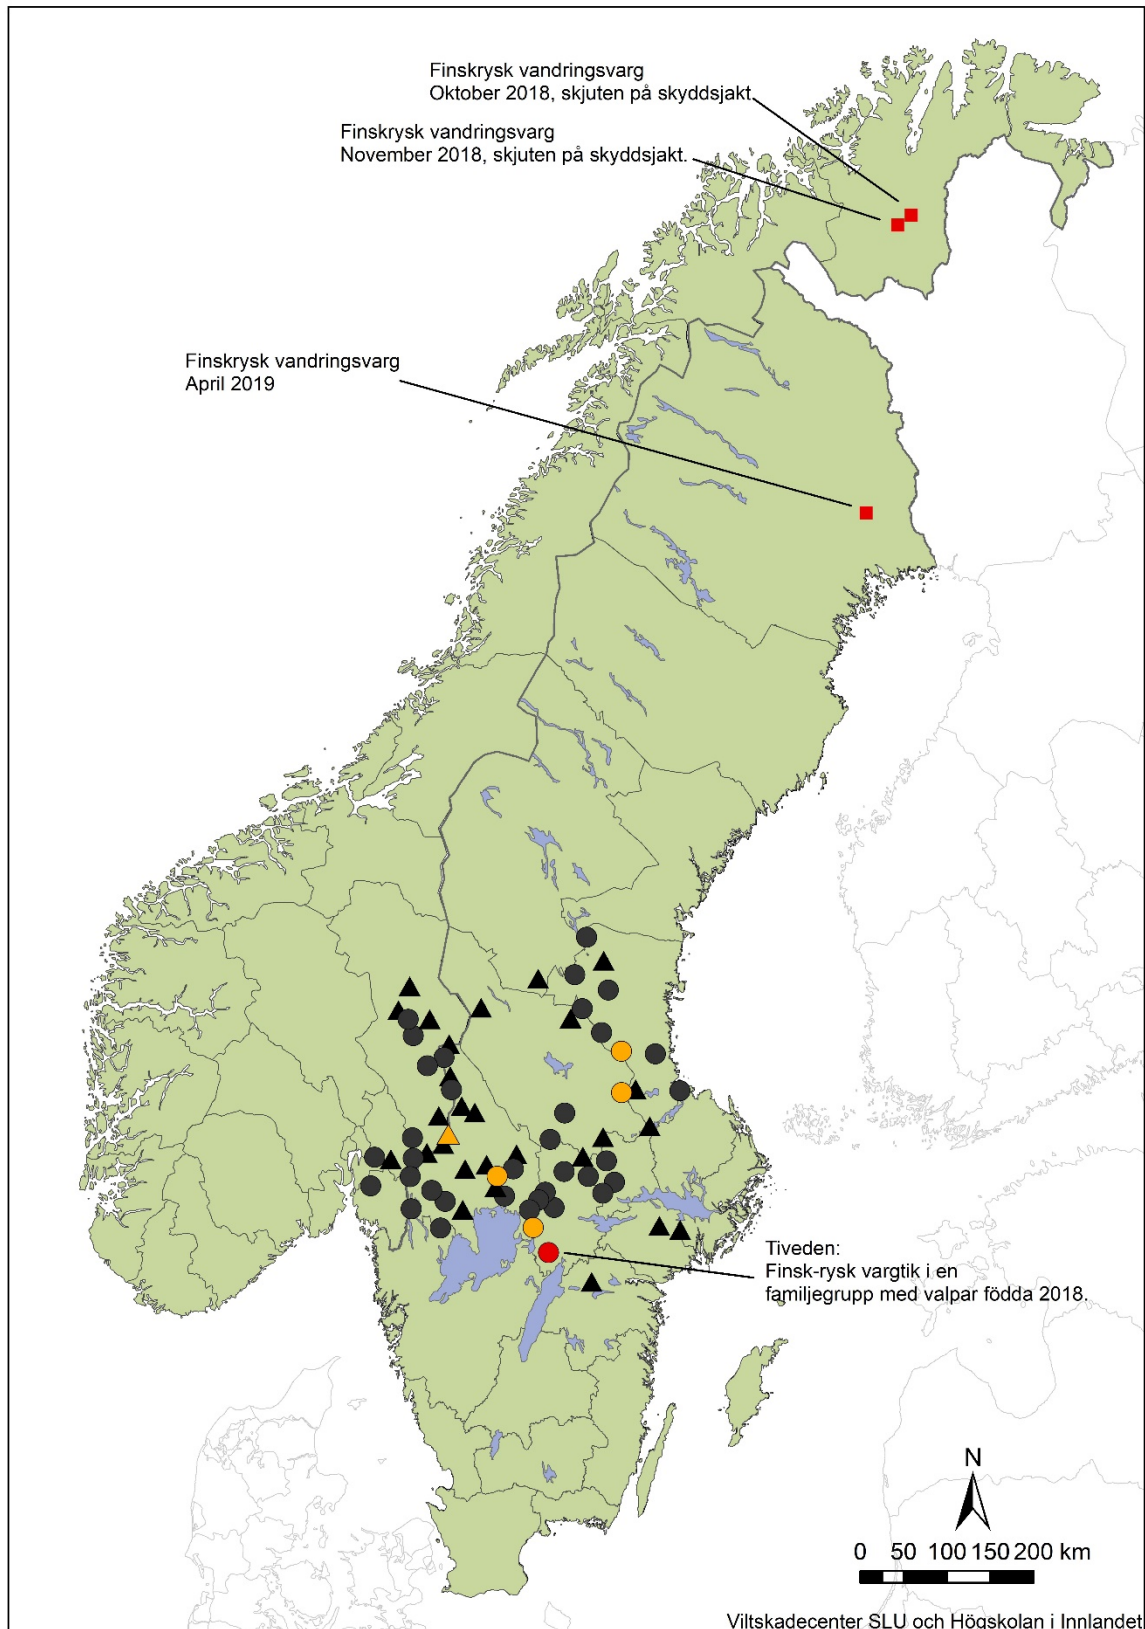 Finskrysk vandringsvarg
Oktober 2018, skjuten på skyddsjakt
Finskrysk vandringsvarg
November 2018, skjuten på skyddsjakt.
Finskrysk vandringsvarg
April 2019
Tiveden:
Finsk-rysk vargtik i en
familjegrupp med valpar födda 2018.
N
0 50 100 150 200 km
Viltskadecenter SLU och Högskolan i Innlandet